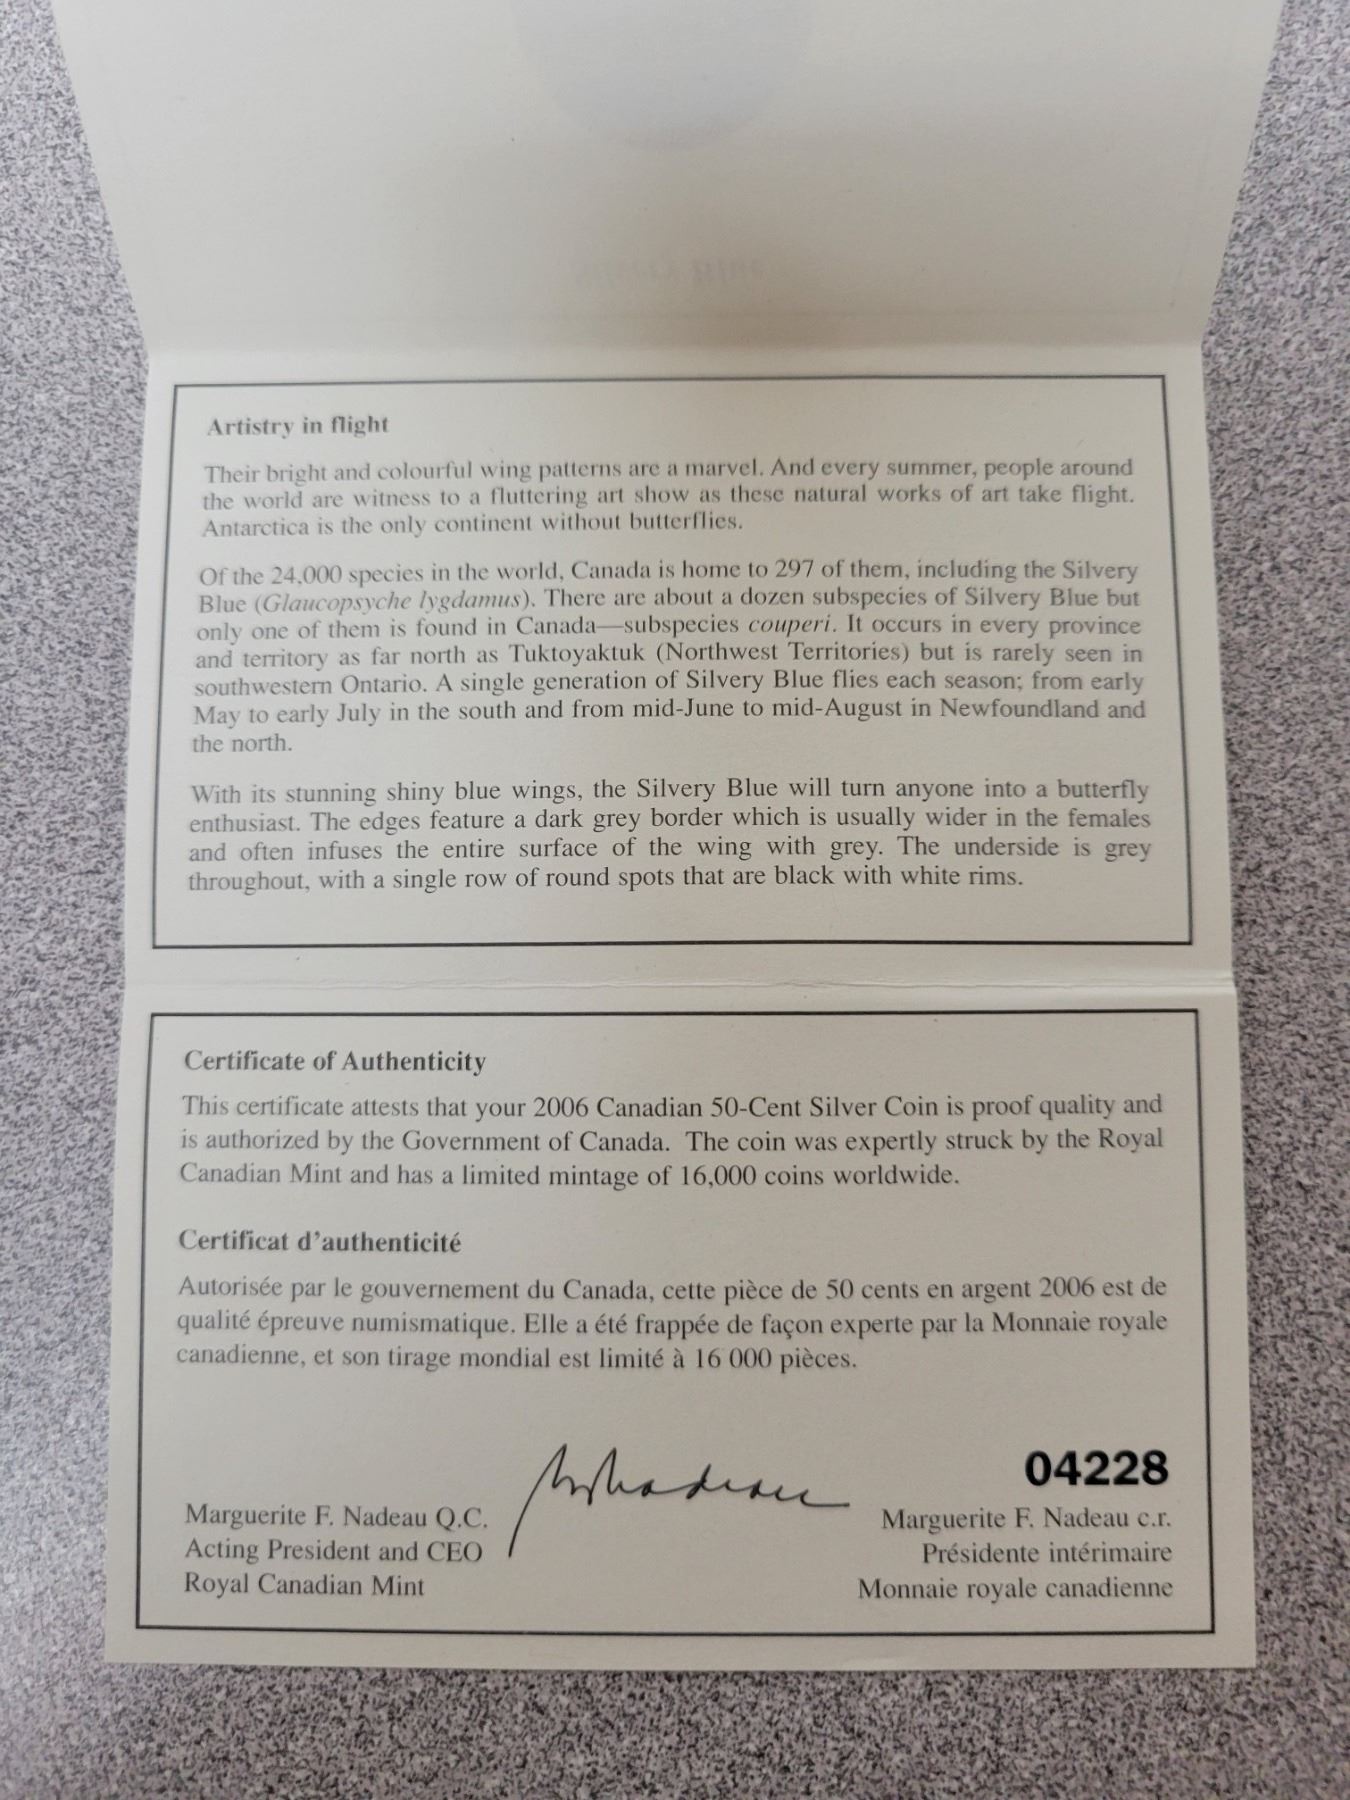 Artistry in flight
Their bright and colourful wing patterns are a marvel. And every summer, people around
the world are witness to a fluttering art show as these natural works of art take flight.
Antarctica is the only continent without butterflies.
Of the 24,000 species in the world, Canada is home to 297 of them, including the Silvery
Blue (Glaucopsyche lygdamus). There are about a dozen subspecies of Silvery Blue but
only one of them is found in Canada—subspecies couperi. It occurs in every province
and territory as far north as Tuktoyaktuk (Northwest Territories) but is rarely seen in
southwestern Ontario. A single generation of Silvery Blue flies each season; from early
May to early July in the south and from mid-June to mid-August in Newfoundland and
the north.
With its stunning shiny blue wings, the Silvery Blue will turn anyone into a butterfly
enthusiast. The edges feature a dark grey border which is usually wider in the females
and often infuses the entire surface of the wing with grey. The underside is grey
throughout, with a single row of round spots that are black with white rims.
Certificate of Authenticity
This certificate attests that your 2006 Canadian 50-Cent Silver Coin is proof quality and
is authorized by the Government of Canada. The coin was expertly struck by the Royal
Canadian Mint and has a limited mintage of 16,000 coins worldwide.
Certificat d'authenticité
Autorisée par le gouvernement du Canada, cette pièce de 50 cents en argent 2006 est de
qualité épreuve numismatique. Elle a été frappée de façon experte par la Monnaie royale
canadienne, et son tirage mondial est limité à 16 000 pièces.
04228
Marguerite F. Nadeau Q.C.
Acting President and CEO
Royal Canadian Mint
Marguerite F. Nadeau c.r.
Présidente intérimaire
Monnaie royale canadienne